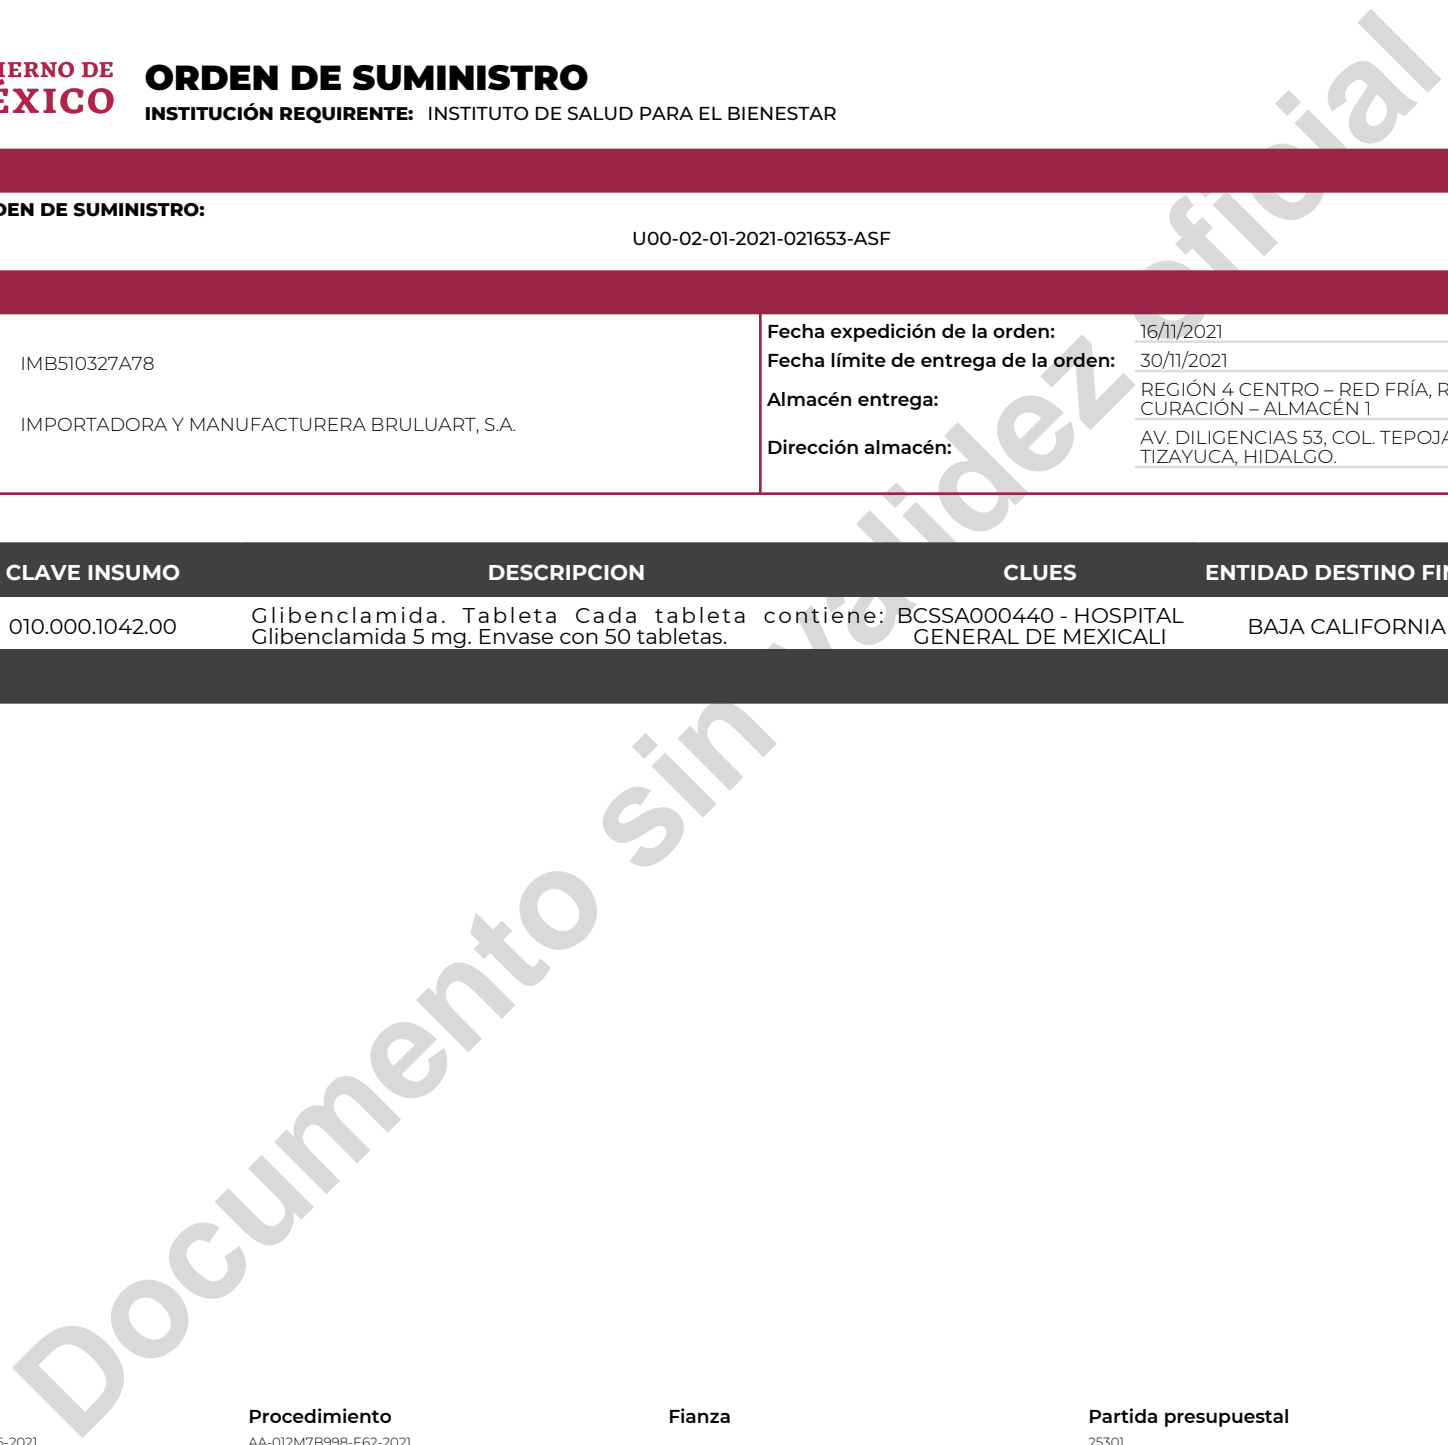 IERNO DE
ÉXICO
ORDEN DE SUMINISTRO
INSTITUCIÓN REQUIRENTE: INSTITUTO DE SALUD PARA EL BIENESTAR
DEN DE SUMINISTRO:
U00-02-01-2021-021653-ASF
IMB510327A78
IMPORTADORA Y MANUFACTURERA BRULUART, S.A.
Fecha expedición de la orden: 16/11/2021
Fecha límite de entrega de la orden: 30/11/2021
Almacén entrega: REGIÓN 4 CENTRO – RED FRÍA, R
CURACIÓN – ALMACÉN 1
Dirección almacén: AV. DILIGENCIAS 53, COL. TEPOJA
TIZAYUCA, HIDALGO.
CLAVE INSUMO DESCRIPCION CLUES ENTIDAD DESTINO FIN
010.000.1042.00 Glibenclamida. Tableta Cada tableta contiene: BCSSA000440 - HOSPITAL BAJA CALIFORNIA
Glibenclamida 5 mg. Envase con 50 tabletas. GENERAL DE MEXICALI
Documento sin validez oficial
Procedimiento Fianza Partida presupuestal
-2021 AA-012M7B998-E62-2021 25301